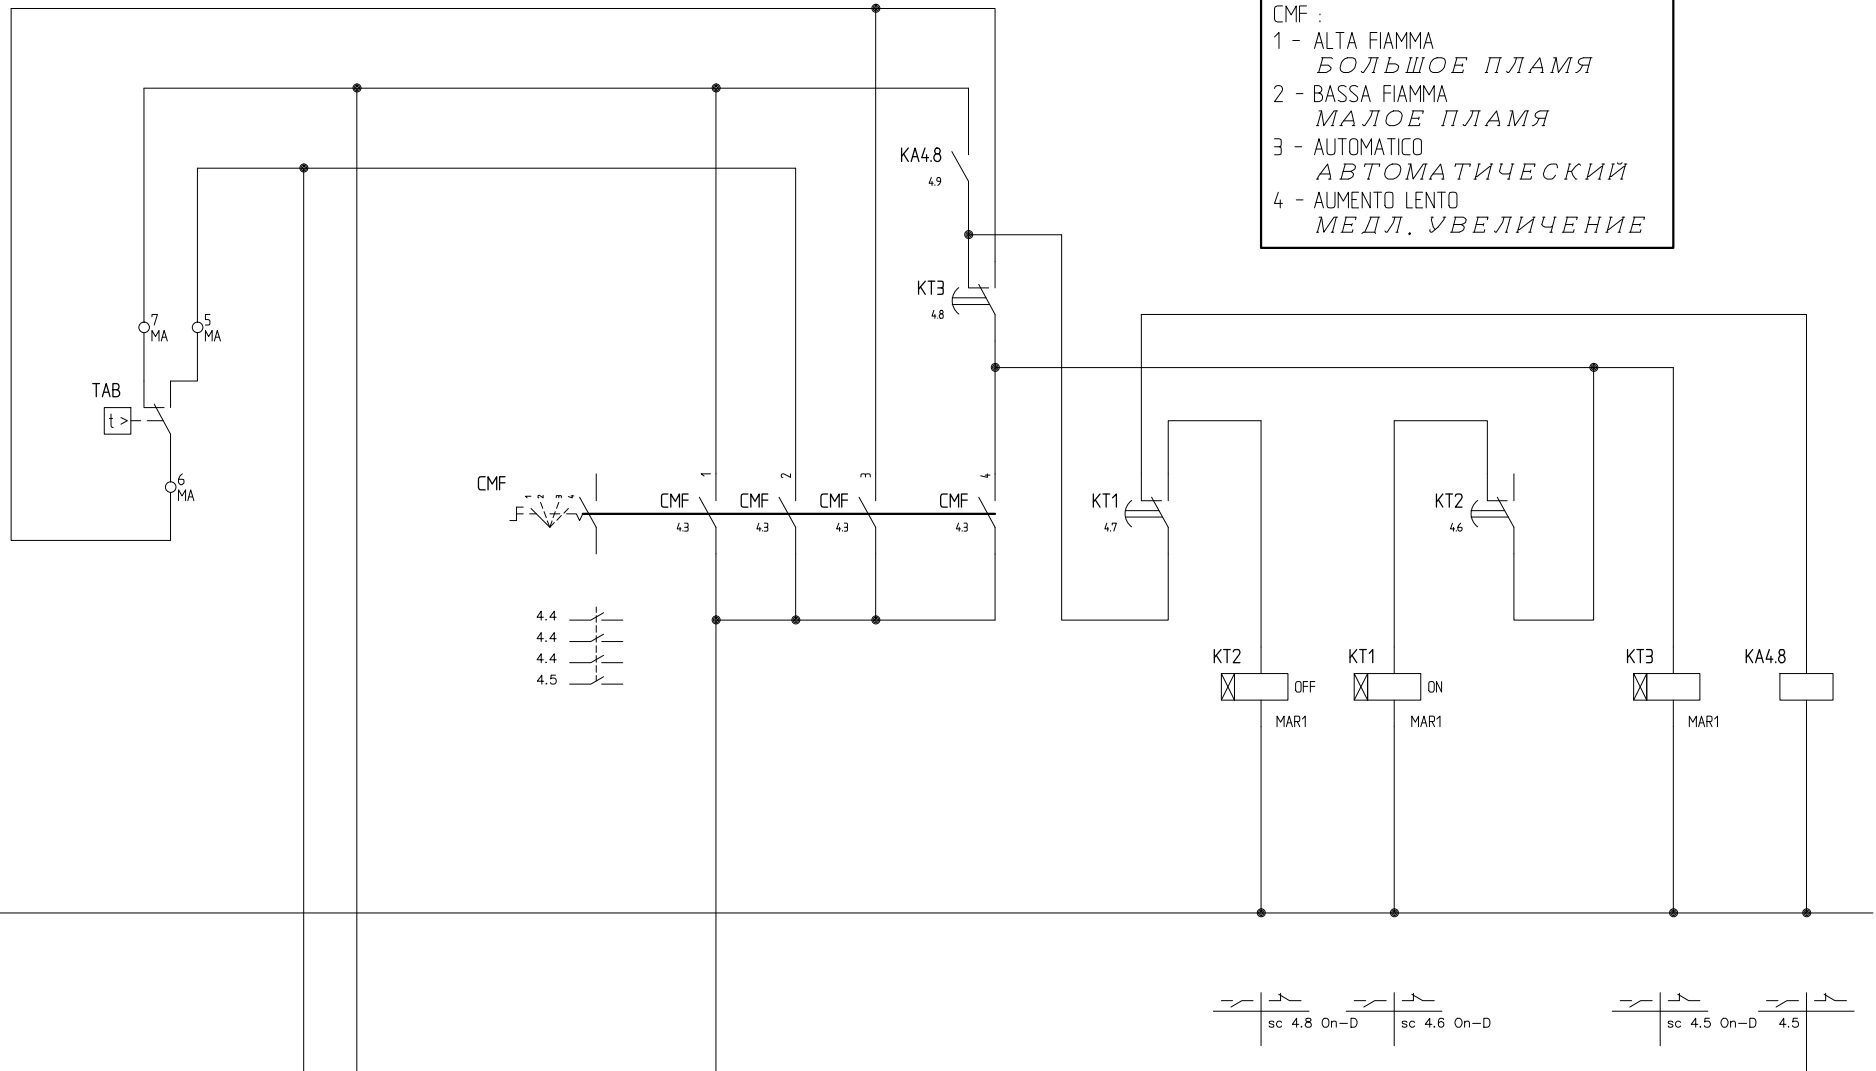 CMF :
1 - ALTA FIAMMA
БОЛЬШОЕ ПЛАМЯ
2 - BASSA FIAMMA
МАЛОЕ ПЛАМЯ
3 - AUTOMATICO
АВТОМАТИЧЕСКИЙ
4 - AUMENTO LENTO
МЕДЛ. УВЕЛИЧЕНИЕ
KA4.8
4.9
KT3
4.8
7
MA
5
MA
TAB
t >
6
MA
CMF
1 2 3 4
1
CMF
4.3
2
CMF
4.3
3
CMF
4.3
4
CMF
4.3
KT1
4.7
KT2
4.6
4.4
4.4
4.4
4.5
KT2
OFF
MAR1
KT1
ON
MAR1
KT3
MAR1
KA4.8
sc 4.8 On-D
sc 4.6 On-D
sc 4.5 On-D
4.5